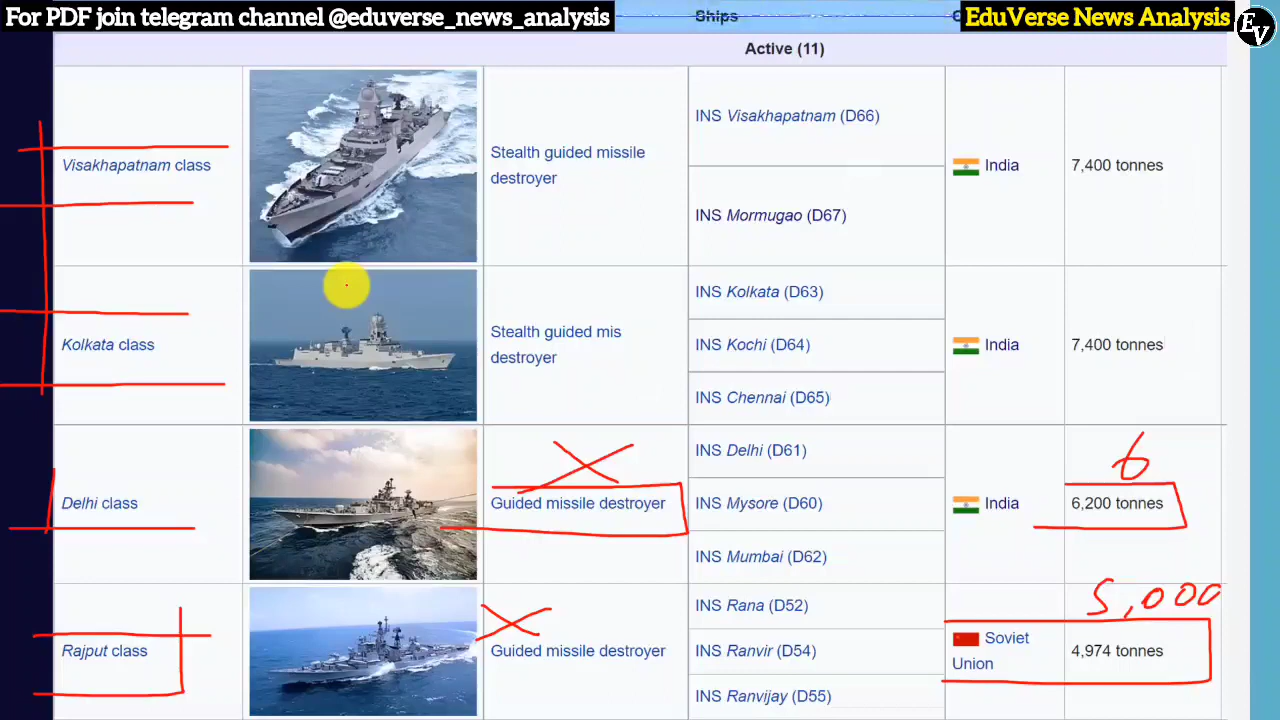 For PDF join telegram channel @eduverse_news_analysis
Ships
EduVerse News Analysis
EV
Active (11)
Visakhapatnam class
Stealth guided missile
destroyer
INS Visakhapatnam (D66)
INS Mormugao (D67)
India
7,400 tonnes
Kolkata class
Stealth guided mis
destroyer
INS Kolkata (D63)
INS Kochi (D64)
INS Chennai (D65)
India
7,400 tonnes
Delhi class
Guided missile destroyer
INS Delhi (D61)
INS Mysore (D60)
INS Mumbai (D62)
India
6
6,200 tonnes
Rajput class
Guided missile destroyer
INS Rana (D52)
INS Ranvir (D54)
INS Ranvijay (D55)
Soviet
Union
5,000
4,974 tonnes